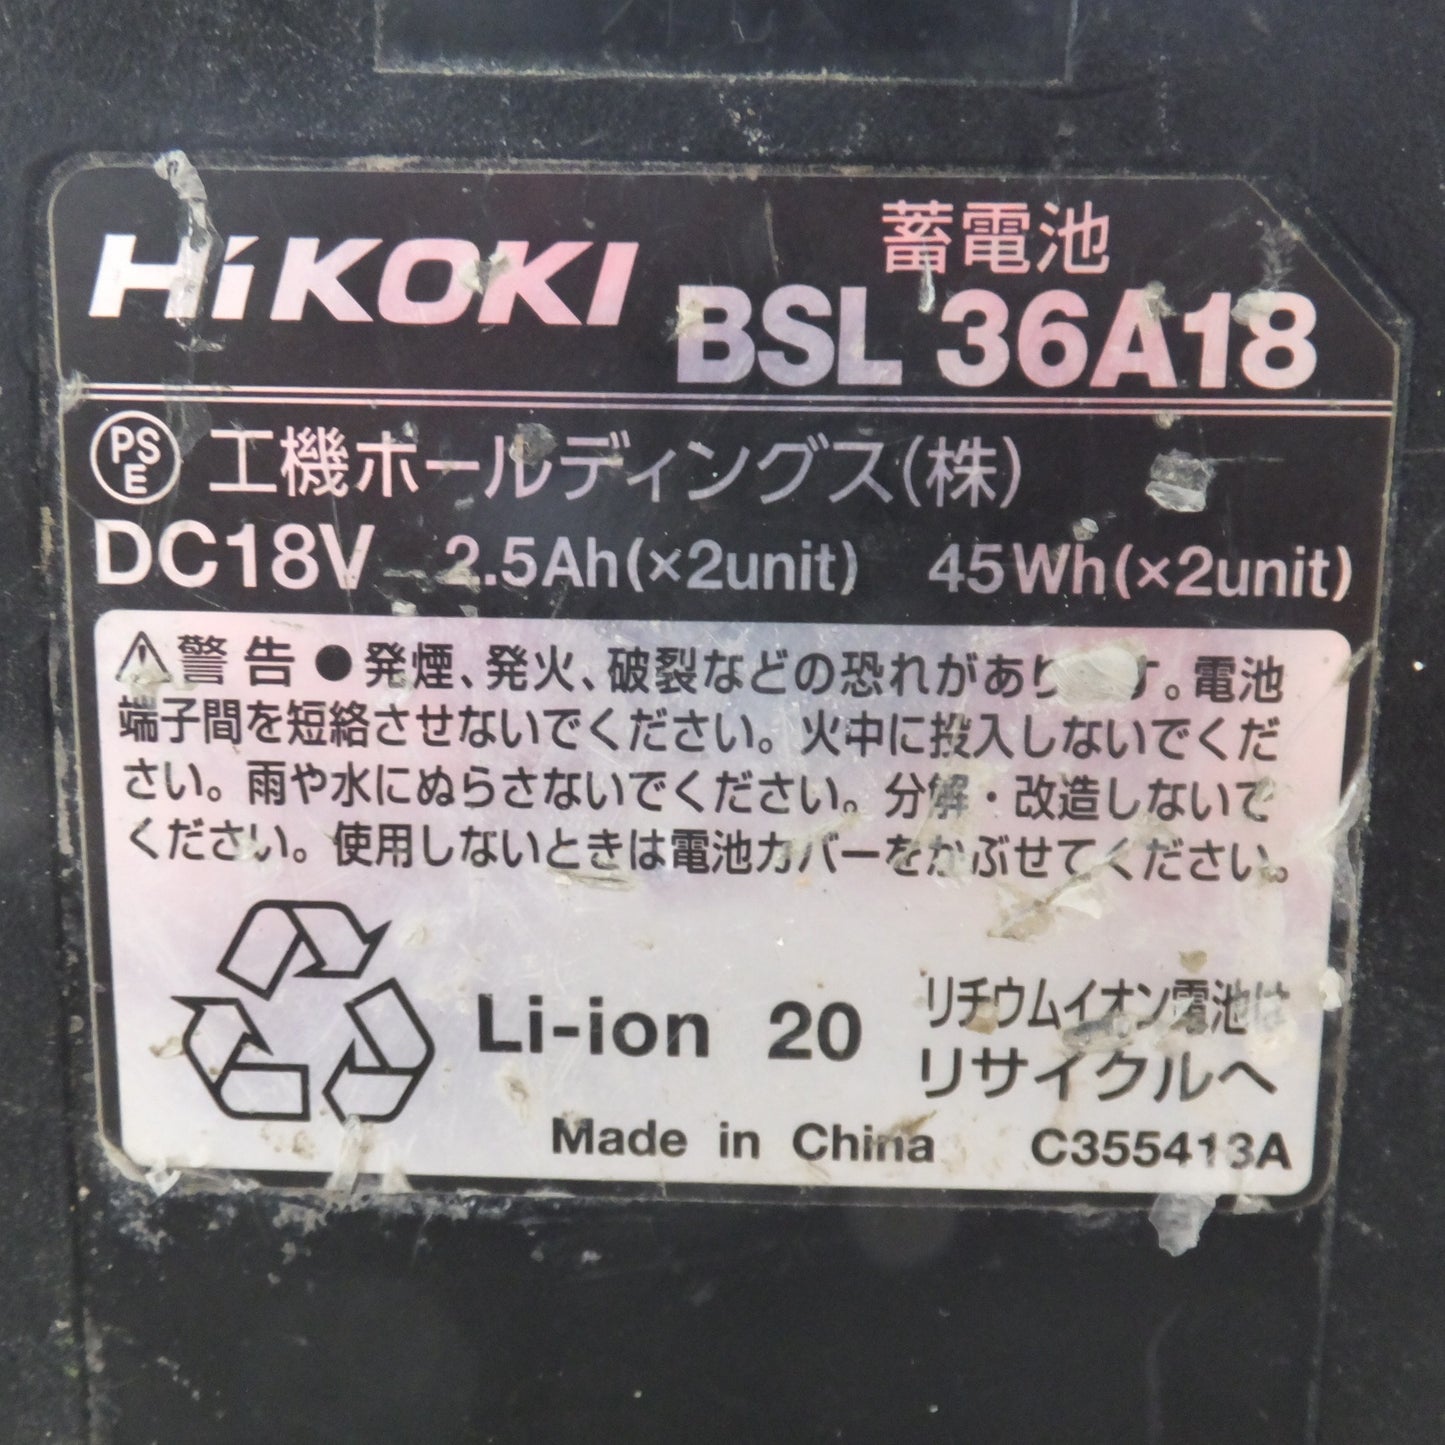 HiKOKI
蓄電池
BSL 36A18
PSE 工機ホールディングス(株)
DC18V 2.5Ah(×2unit) 45Wh(×2unit)
⚠警告 ●発煙、発火、破裂などの恐れがあります。電池
端子間を短絡させないでください。火中に投入しないでくだ
さい。雨や水にぬらさないでください。分解・改造しないで
ください。使用しないときは電池カバーをかぶせてください。
Li-ion 20
リチウムイオン電池は
リサイクルへ
Made in China C355413A